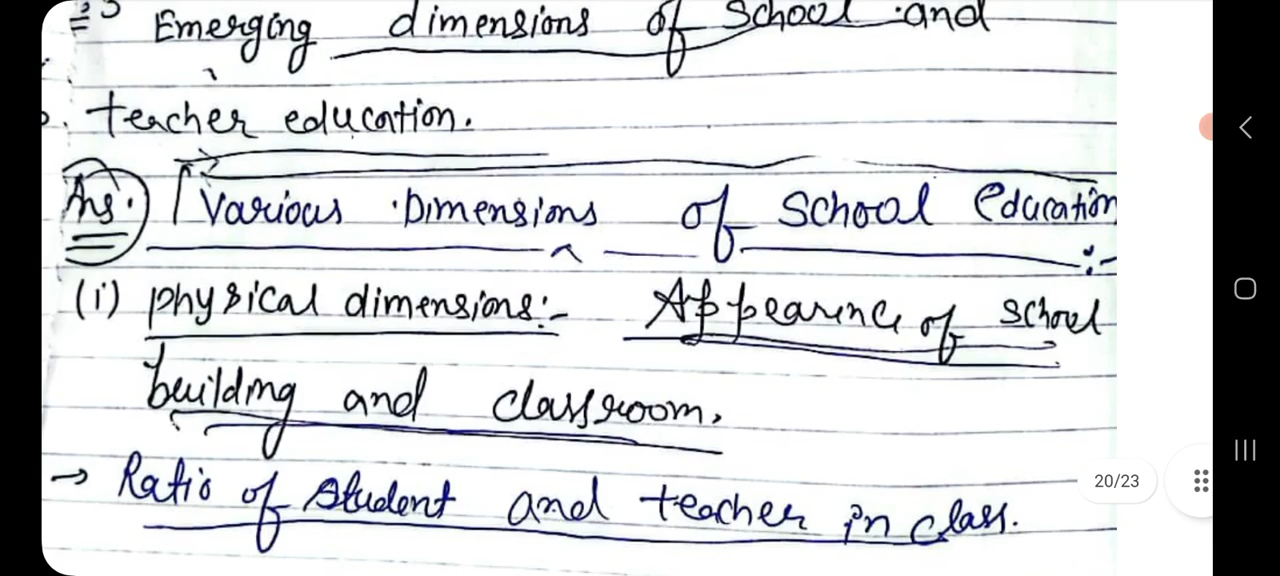 Emerging dimensions of School and
teacher education.
Ans. Various Dimensions of School Education :-
(i) physical dimensions:- Appearence of school
building and classroom.
→ Ratio of student and teacher in class.
20/23